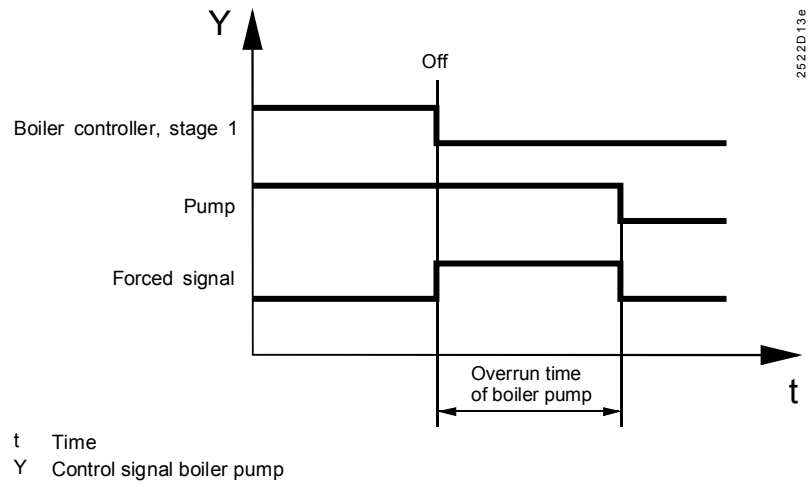 Y
2522D13e
Off
Boiler controller, stage 1
Pump
Forced signal
Overrun time
of boiler pump
t
t Time
Y Control signal boiler pump